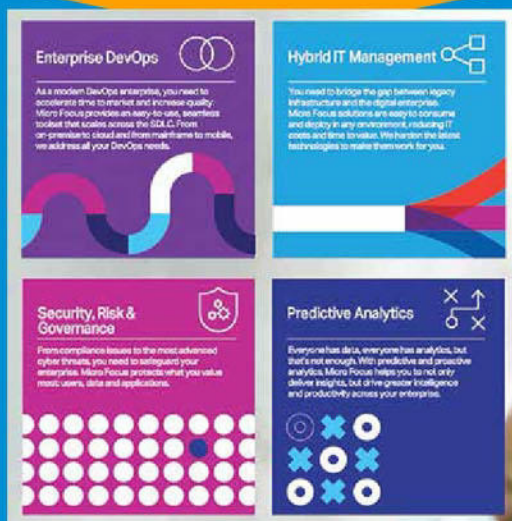 Enterprise DevOps
As a modern DevOps enterprise, you need to
accelerate time to market and increase quality.
Micro Focus provides an easy-to-use, seamless
toolset that scales across the SDLC. From
on-premise to cloud and from mainframe to mobile,
we address all your DevOps needs.
Hybrid IT Management
You need to bridge the gap between legacy
infrastructure and the digital enterprise.
Micro Focus solutions are easy to consume
and deploy in any environment, reducing IT
costs and time to value. We harden the latest
technologies to make them work for you.
Security, Risk &
Governance
From compliance issues to the most advanced
cyber threats, you need to safeguard your
enterprise. Micro Focus protects what you value
most: users, data and applications.
Predictive Analytics
Everyone has data, everyone has analytics, but
that's not enough. With predictive and proactive
analytics, Micro Focus helps you to not only
deliver insights, but drive greater intelligence
and productivity across your enterprise.